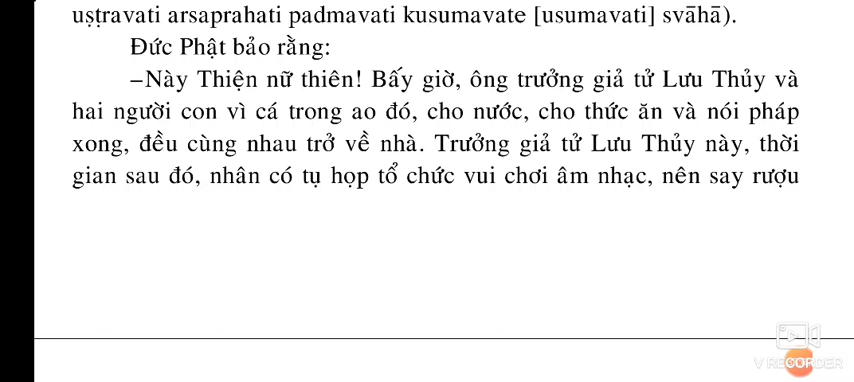 uṣṭravati arsaprahati padmavati kusumavate [usumavati] svāhā).
Đức Phật bảo rằng:
–Này Thiện nữ thiên! Bấy giờ, ông trưởng giả tử Lưu Thủy và
hai người con vì cá trong ao đó, cho nước, cho thức ăn và nói pháp
xong, đều cùng nhau trở về nhà. Trưởng giả tử Lưu Thủy này, thời
gian sau đó, nhân có tụ họp tổ chức vui chơi âm nhạc, nên say rượu
V RECORDER